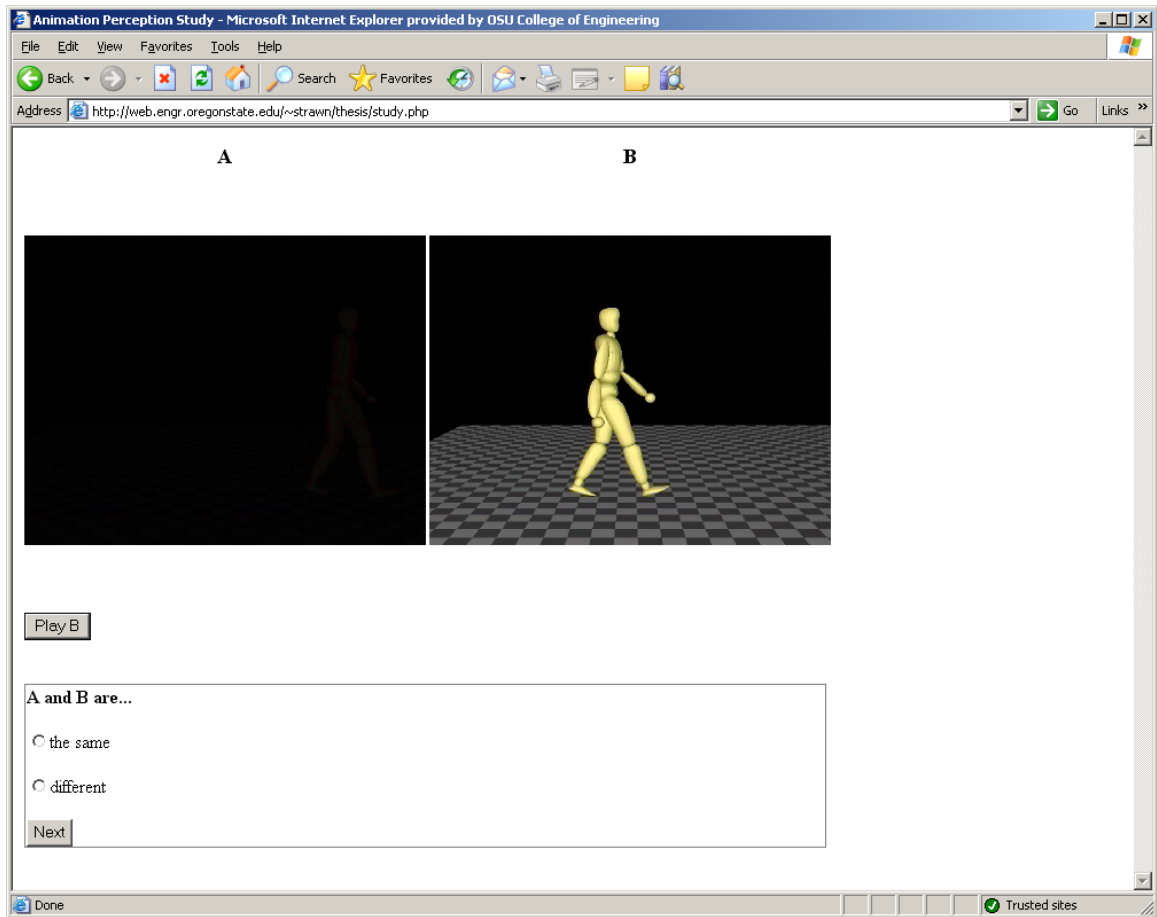 Animation Perception Study - Microsoft Internet Explorer provided by OSU College of Engineering
File Edit View Favorites Tools Help
Back Search Favorites
Address http://web.engr.oregonstate.edu/~strawn/thesis/study.php Go Links »
A B
Play B
A and B are...
the same
different
Next
Done Trusted sites